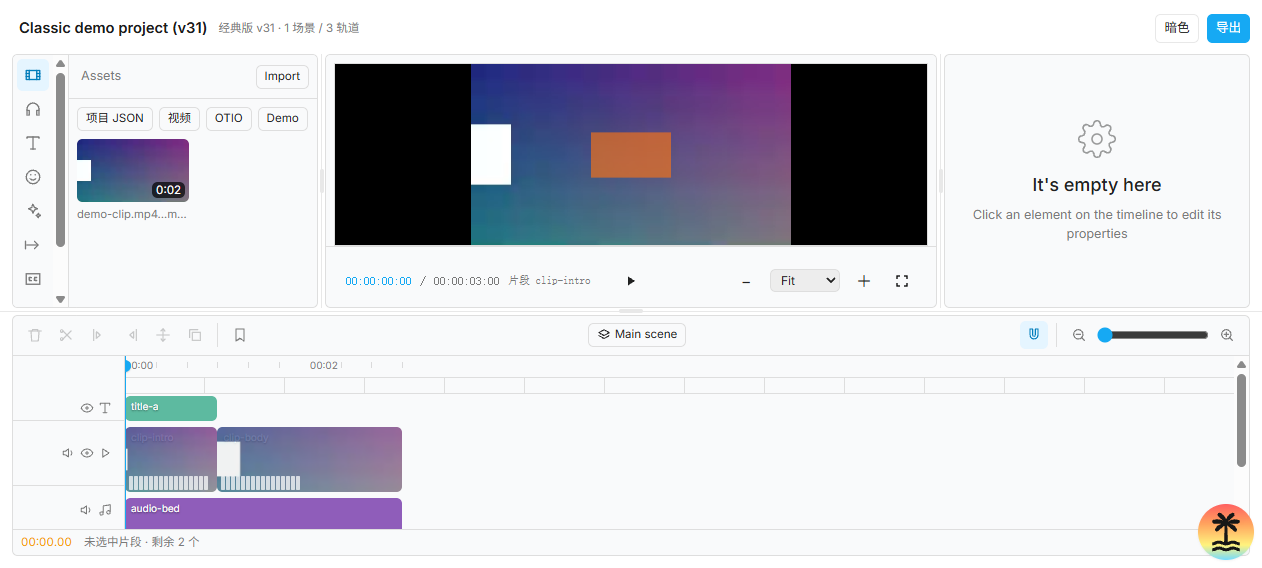 Classic demo project (v31) 经典版 v31 · 1 场景 / 3 轨道 暗色 导出
Assets Import
项目 JSON 视频 OTIO Demo
0:02
demo-clip.mp4...m...
00:00:00:00 / 00:00:03:00 片段 clip-intro Fit
It's empty here
Click an element on the timeline to edit its
properties
Main scene
0:00 00:02
title-a
clip-intro clip-body
audio-bed
00:00.00 未选中片段 · 剩余 2 个